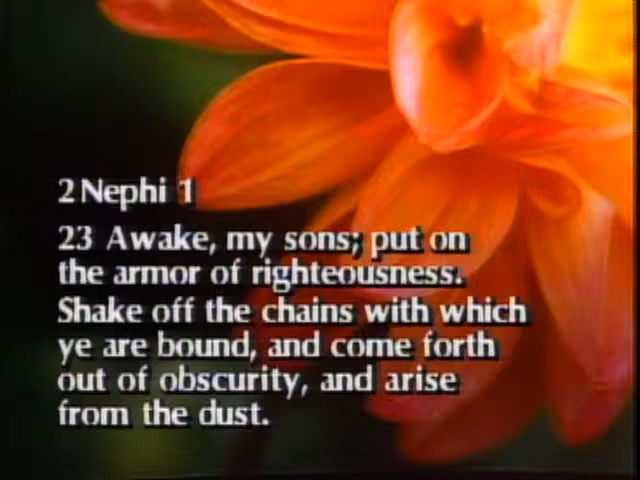 2 Nephi 1
23 Awake, my sons; put on
the armor of righteousness.
Shake off the chains with which
ye are bound, and come forth
out of obscurity, and arise
from the dust.